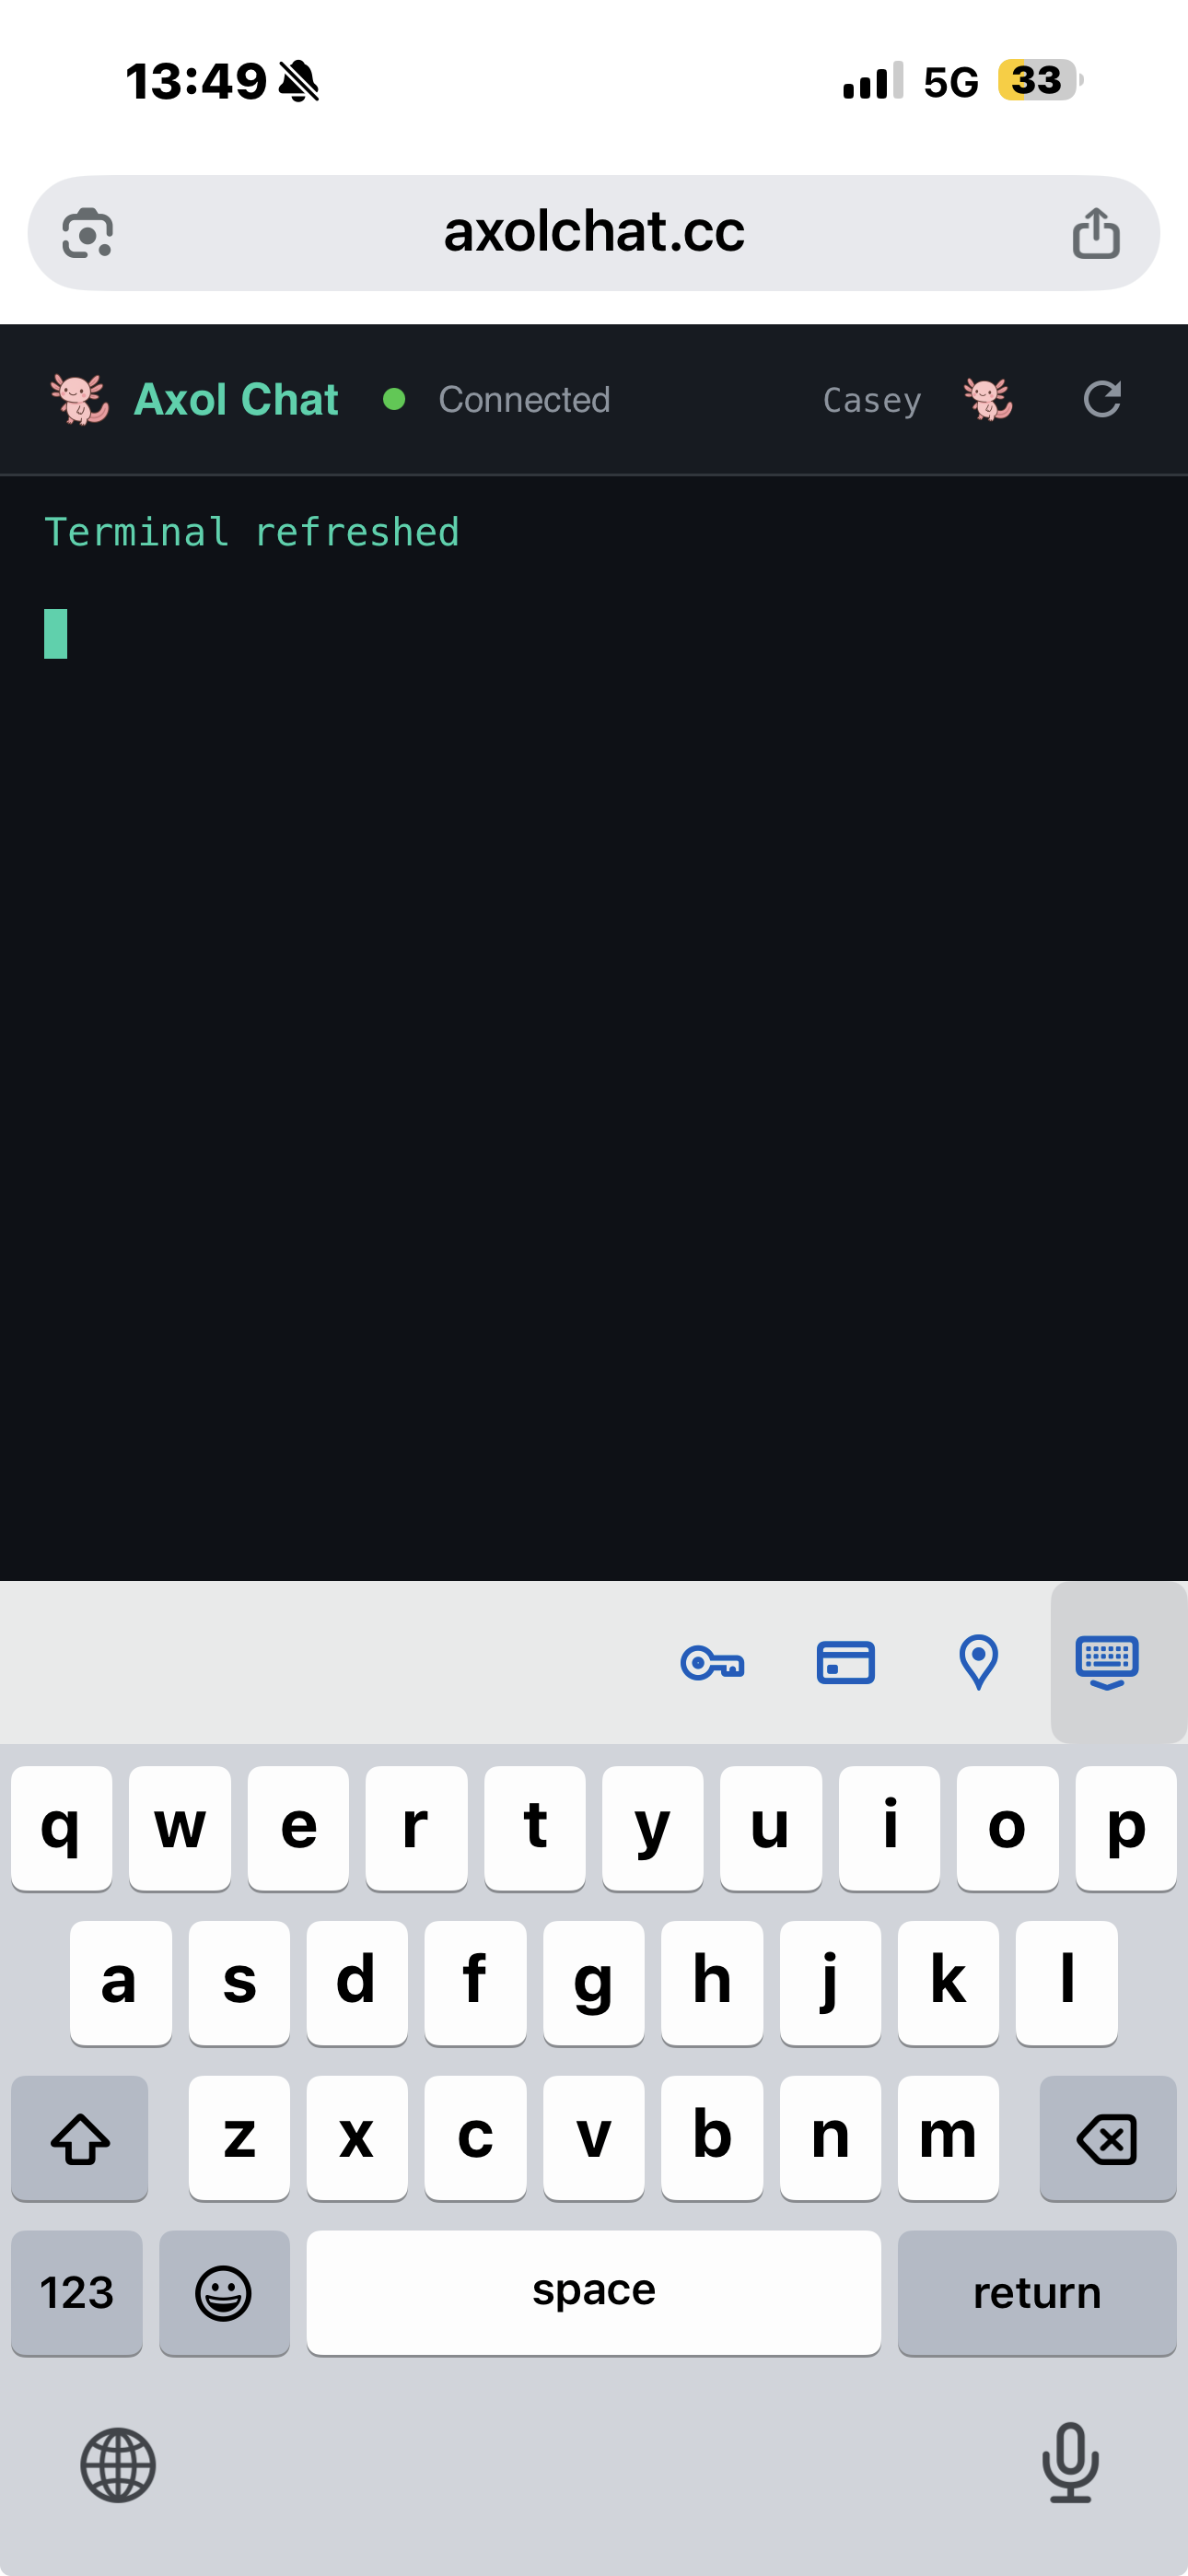 13:49 5G 33
axolchat.cc
Axol Chat Connected Casey
Terminal refreshed
q w e r t y u i o p
a s d f g h j k l
z x c v b n m
123 space return